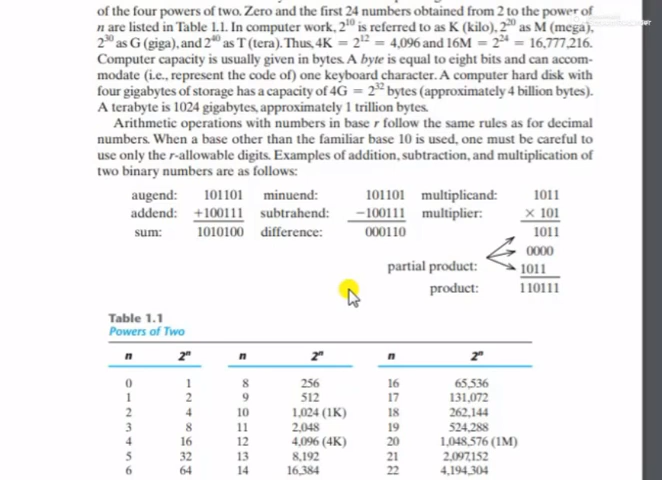 of the four powers of two. Zero and the first 24 numbers obtained from 2 to the power of
n are listed in Table 1.1. In computer work, 2¹⁰ is referred to as K (kilo), 2²⁰ as M (mega),
2³⁰ as G (giga), and 2⁴⁰ as T (tera). Thus, 4K = 2¹² = 4,096 and 16M = 2²⁴ = 16,777,216.
Computer capacity is usually given in bytes. A byte is equal to eight bits and can accom-
modate (i.e., represent the code of) one keyboard character. A computer hard disk with
four gigabytes of storage has a capacity of 4G = 2³² bytes (approximately 4 billion bytes).
A terabyte is 1024 gigabytes, approximately 1 trillion bytes.
Arithmetic operations with numbers in base r follow the same rules as for decimal
numbers. When a base other than the familiar base 10 is used, one must be careful to
use only the r-allowable digits. Examples of addition, subtraction, and multiplication of
two binary numbers are as follows:
augend: 101101 minuend: 101101 multiplicand: 1011
addend: +100111 subtrahend: −100111 multiplier: × 101
sum: 1010100 difference: 000110 1011
0000
partial product: 1011
product: 110111
Table 1.1
Powers of Two
n 2ⁿ n 2ⁿ n 2ⁿ
0 1 8 256 16 65,536
1 2 9 512 17 131,072
2 4 10 1,024 (1K) 18 262,144
3 8 11 2,048 19 524,288
4 16 12 4,096 (4K) 20 1,048,576 (1M)
5 32 13 8,192 21 2,097,152
6 64 14 16,384 22 4,194,304